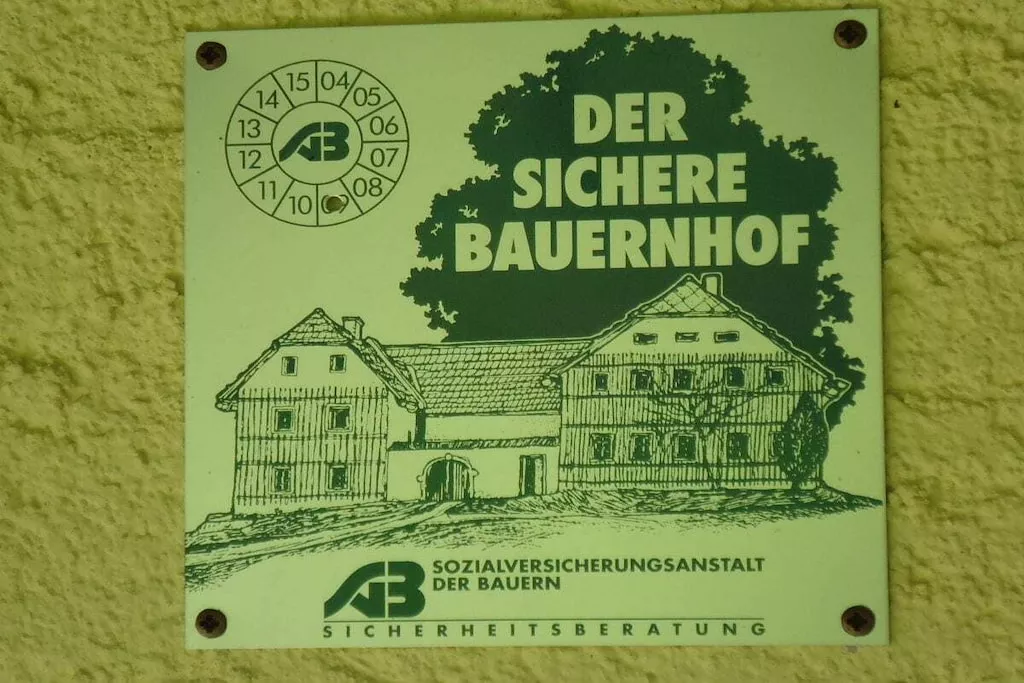 15 04
14 05
13 06
12 07
11 08
10 09
DER
SICHERE
BAUERNHOF
SOZIALVERSICHERUNGSANSTALT
DER BAUERN
SICHERHEITSBERATUNG